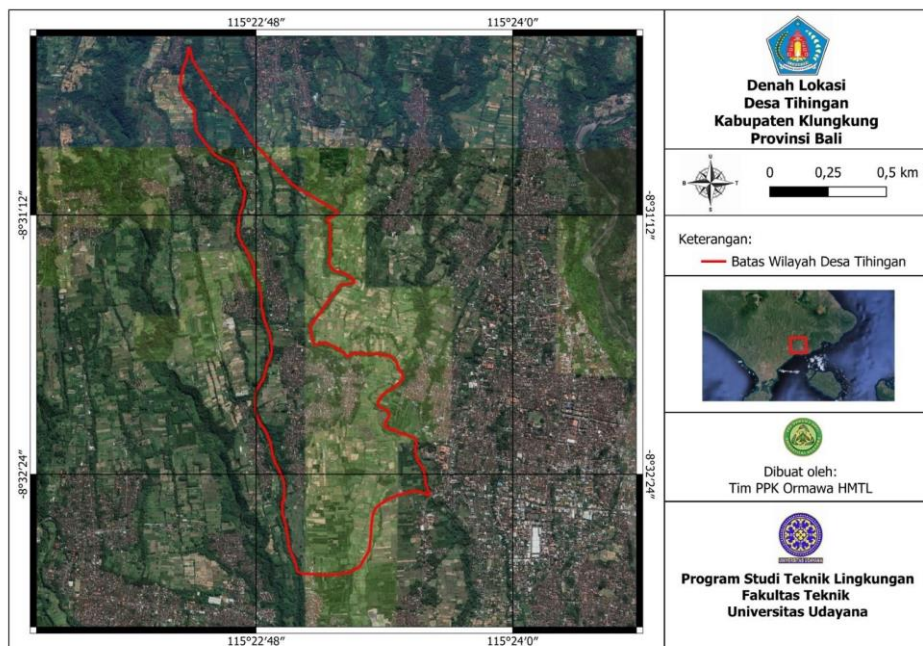 115°22'48"
115°24'0"
-8°31'12"
-8°31'12"
-8°32'24"
-8°32'24"
115°22'48"
115°24'0"
Denah Lokasi
Desa Tihingan
Kabupaten Klungkung
Provinsi Bali
U
B T
S
0 0,25 0,5 km
Keterangan:
Batas Wilayah Desa Tihingan
Dibuat oleh:
Tim PPK Ormawa HMTL
Program Studi Teknik Lingkungan
Fakultas Teknik
Universitas Udayana